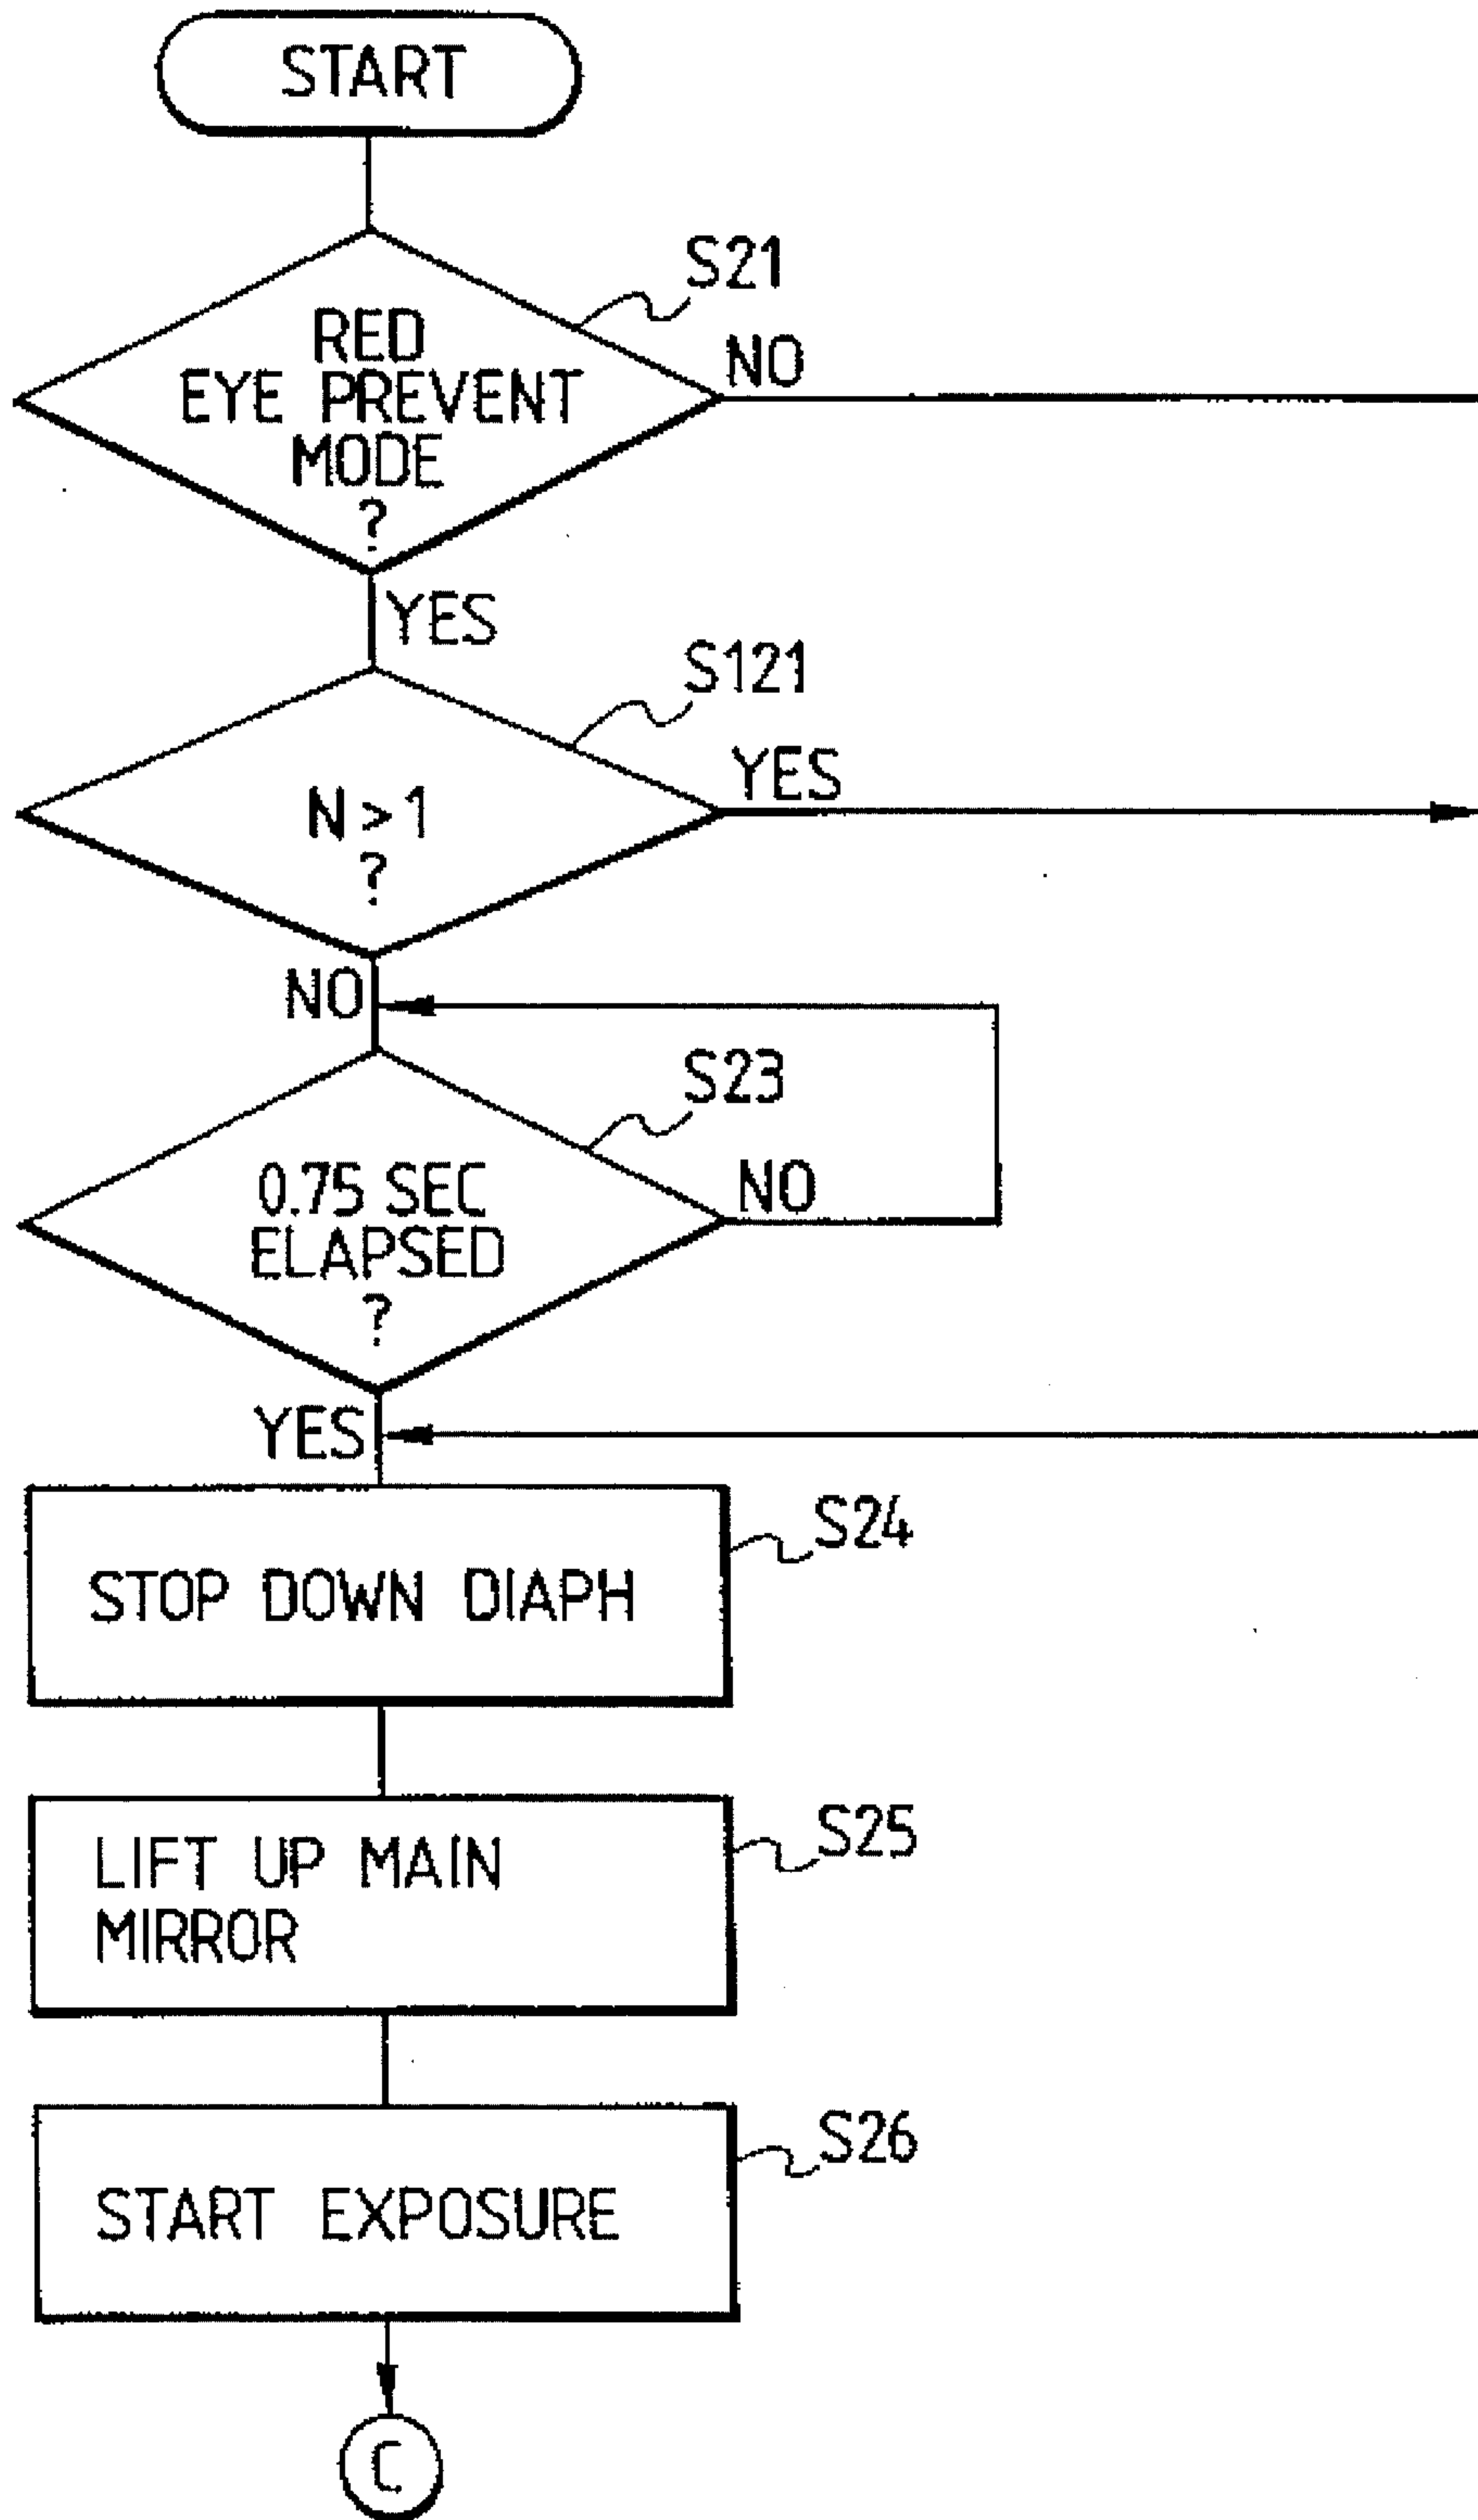 START
S21
RED
EYE PREVENT
MODE
?
NO
YES
S121
N > 1
?
YES
NO
S23
0.75 SEC
ELAPSED
?
NO
YES
S24
STOP DOWN DIAPH
S25
LIFT UP MAIN
MIRROR
S26
START EXPOSURE
C